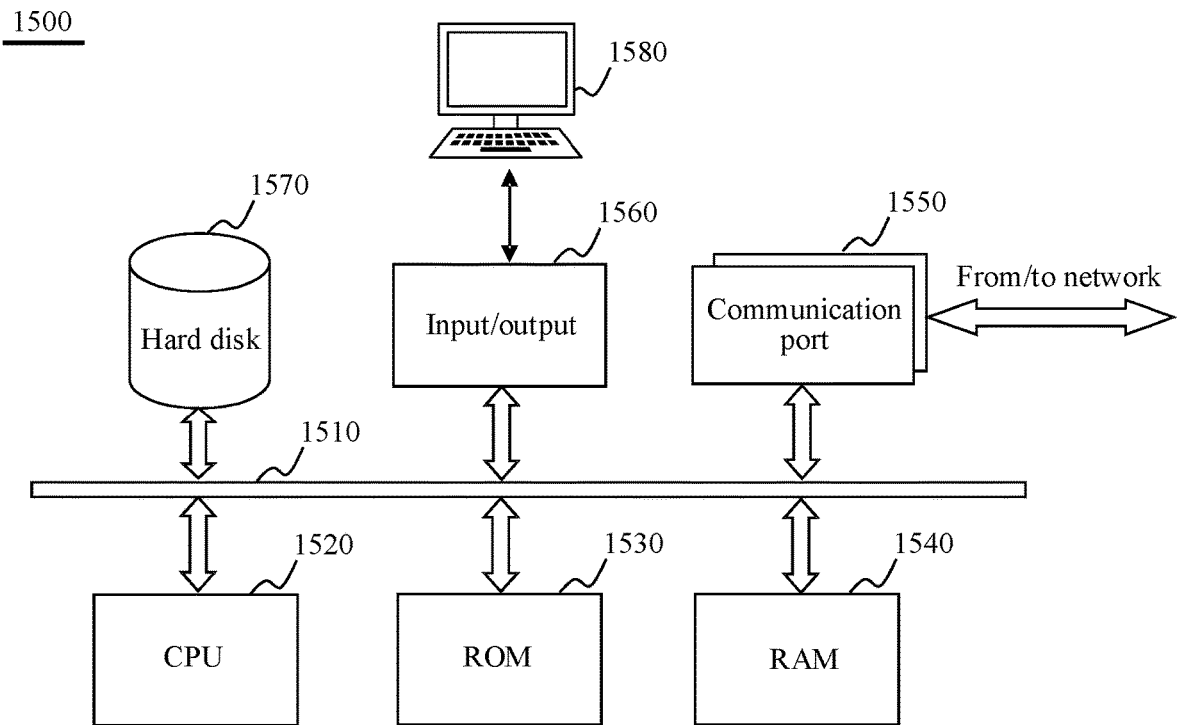 1500
1580
1570
1560
1550
From/to network
Hard disk
Input/output
Communication
port
1510
1520
1530
1540
CPU
ROM
RAM